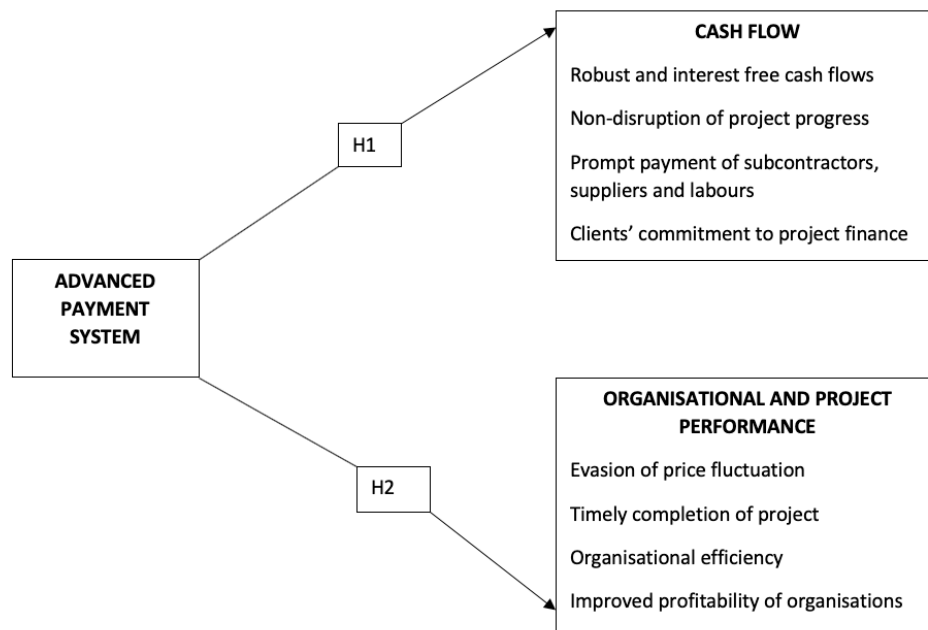 CASH FLOW
Robust and interest free cash flows
Non-disruption of project progress
Prompt payment of subcontractors,
suppliers and labours
Clients’ commitment to project finance
H1
ADVANCED
PAYMENT
SYSTEM
H2
ORGANISATIONAL AND PROJECT
PERFORMANCE
Evasion of price fluctuation
Timely completion of project
Organisational efficiency
Improved profitability of organisations